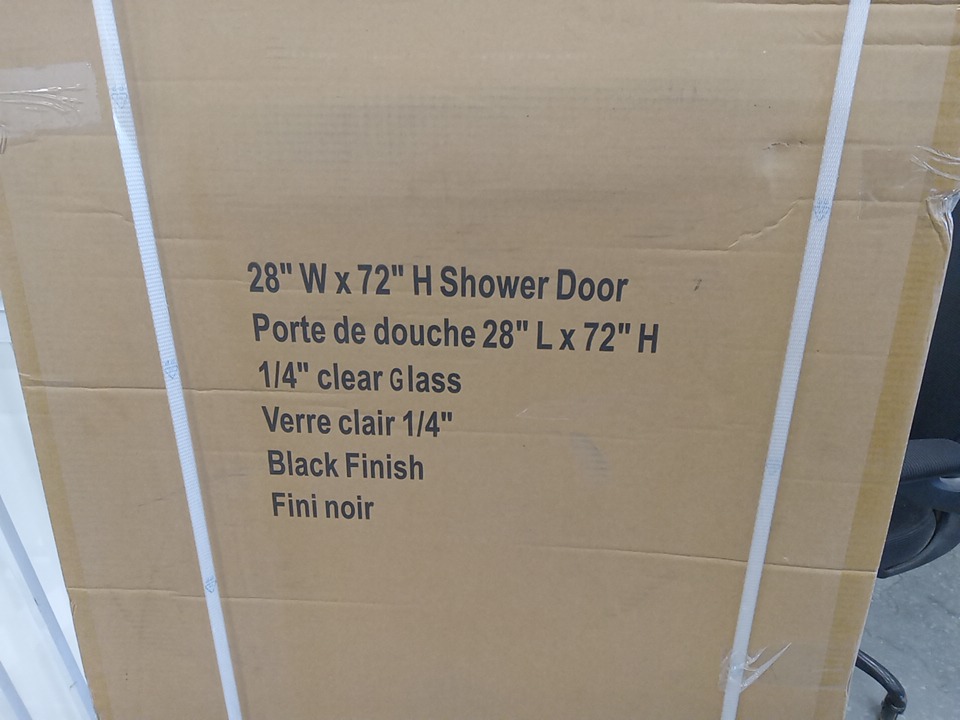 28" W x 72" H Shower Door
Porte de douche 28" L x 72" H
1/4" clear Glass
Verre clair 1/4"
Black Finish
Fini noir